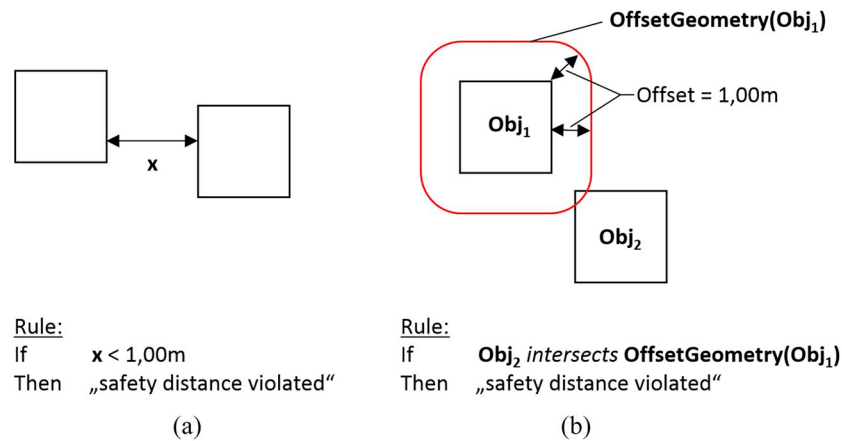 x
Rule:
If x < 1,00m
Then „safety distance violated“
(a)
OffsetGeometry(Obj₁)
Offset = 1,00m
Obj₁
Obj₂
Rule:
If Obj₂ intersects OffsetGeometry(Obj₁)
Then „safety distance violated“
(b)